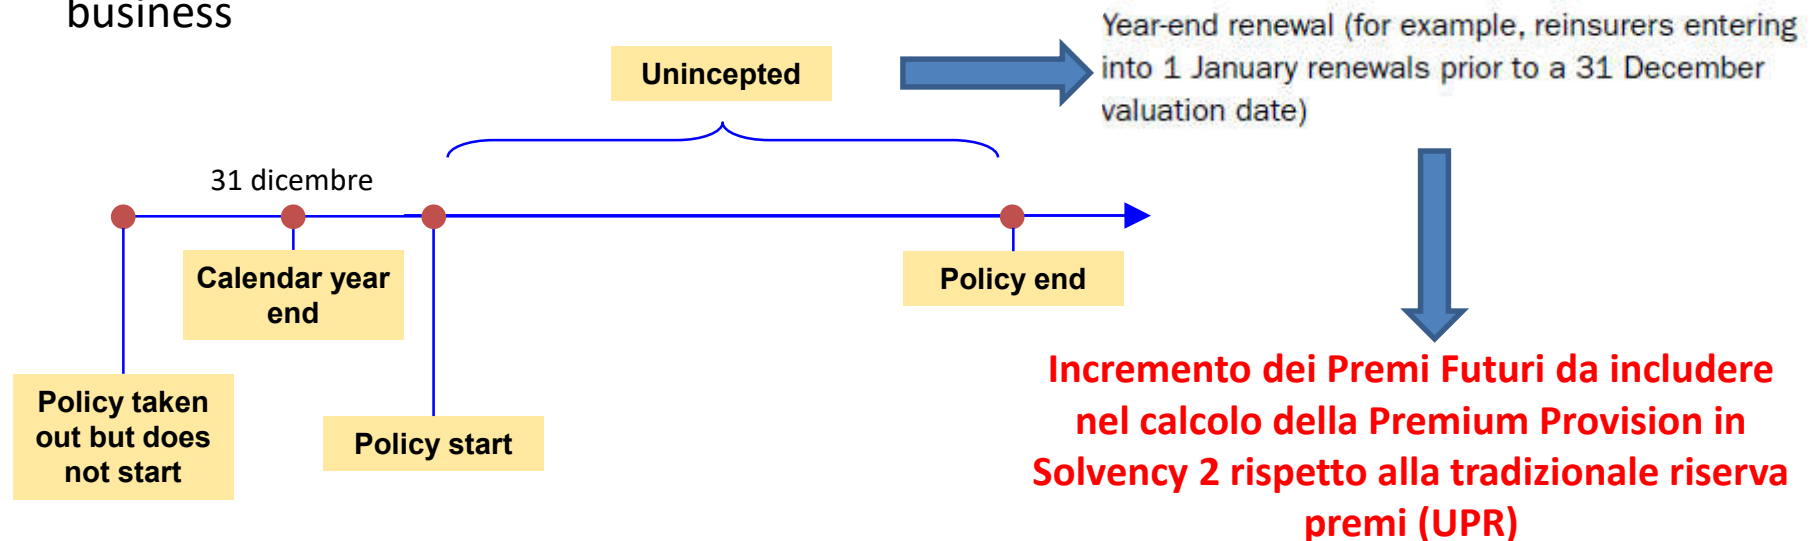 business
Year-end renewal (for example, reinsurers entering
into 1 January renewals prior to a 31 December
valuation date)
Unincepted
31 dicembre
Calendar year
end
Policy end
Policy taken
out but does
not start
Policy start
Incremento dei Premi Futuri da includere
nel calcolo della Premium Provision in
Solvency 2 rispetto alla tradizionale riserva
premi (UPR)